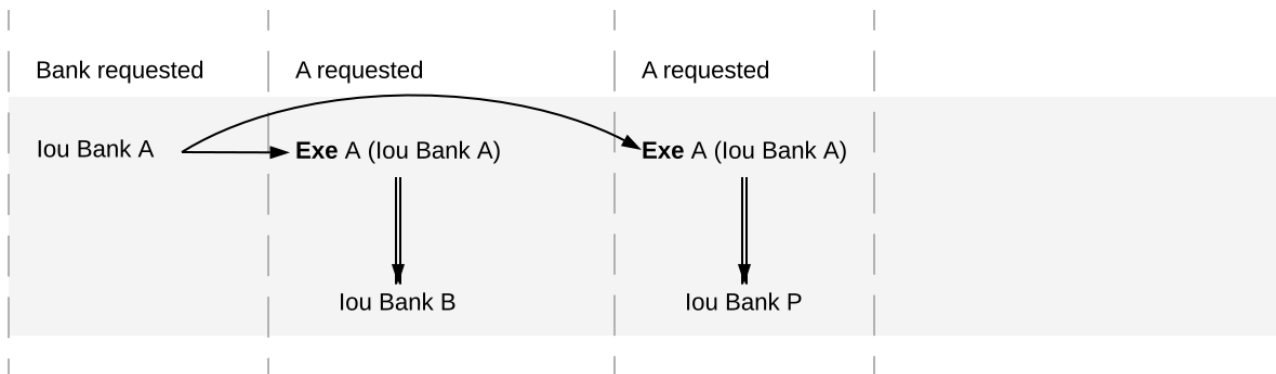 Bank requested
A requested
A requested
Iou Bank A
Exe A (Iou Bank A)
Exe A (Iou Bank A)
Iou Bank B
Iou Bank P